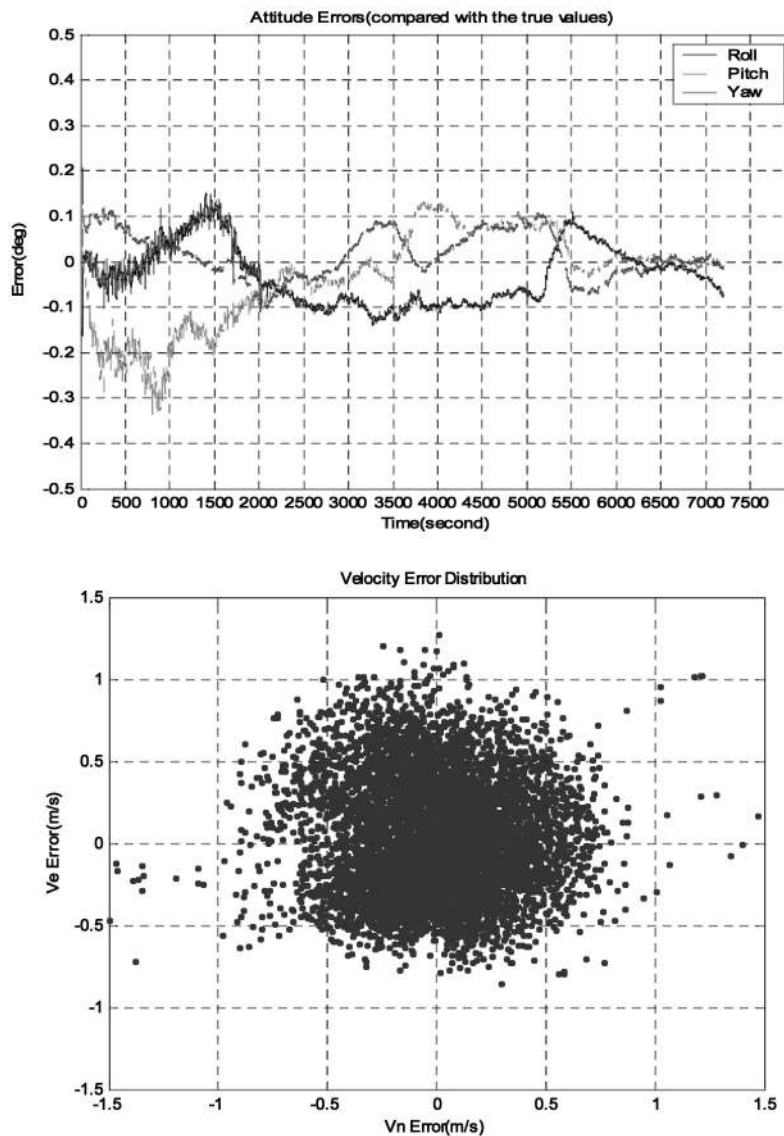 Attitude Errors(compared with the true values)
0.5
0.4
0.3
0.2
0.1
0
-0.1
-0.2
-0.3
-0.4
-0.5
Error(deg)
Roll
Pitch
Yaw
0 500 1000 1500 2000 2500 3000 3500 4000 4500 5000 5500 6000 6500 7000 7500
Time(second)
Velocity Error Distribution
1.5
1
0.5
0
-0.5
-1
-1.5
Ve Error(m/s)
-1.5 -1 -0.5 0 0.5 1 1.5
Vn Error(m/s)